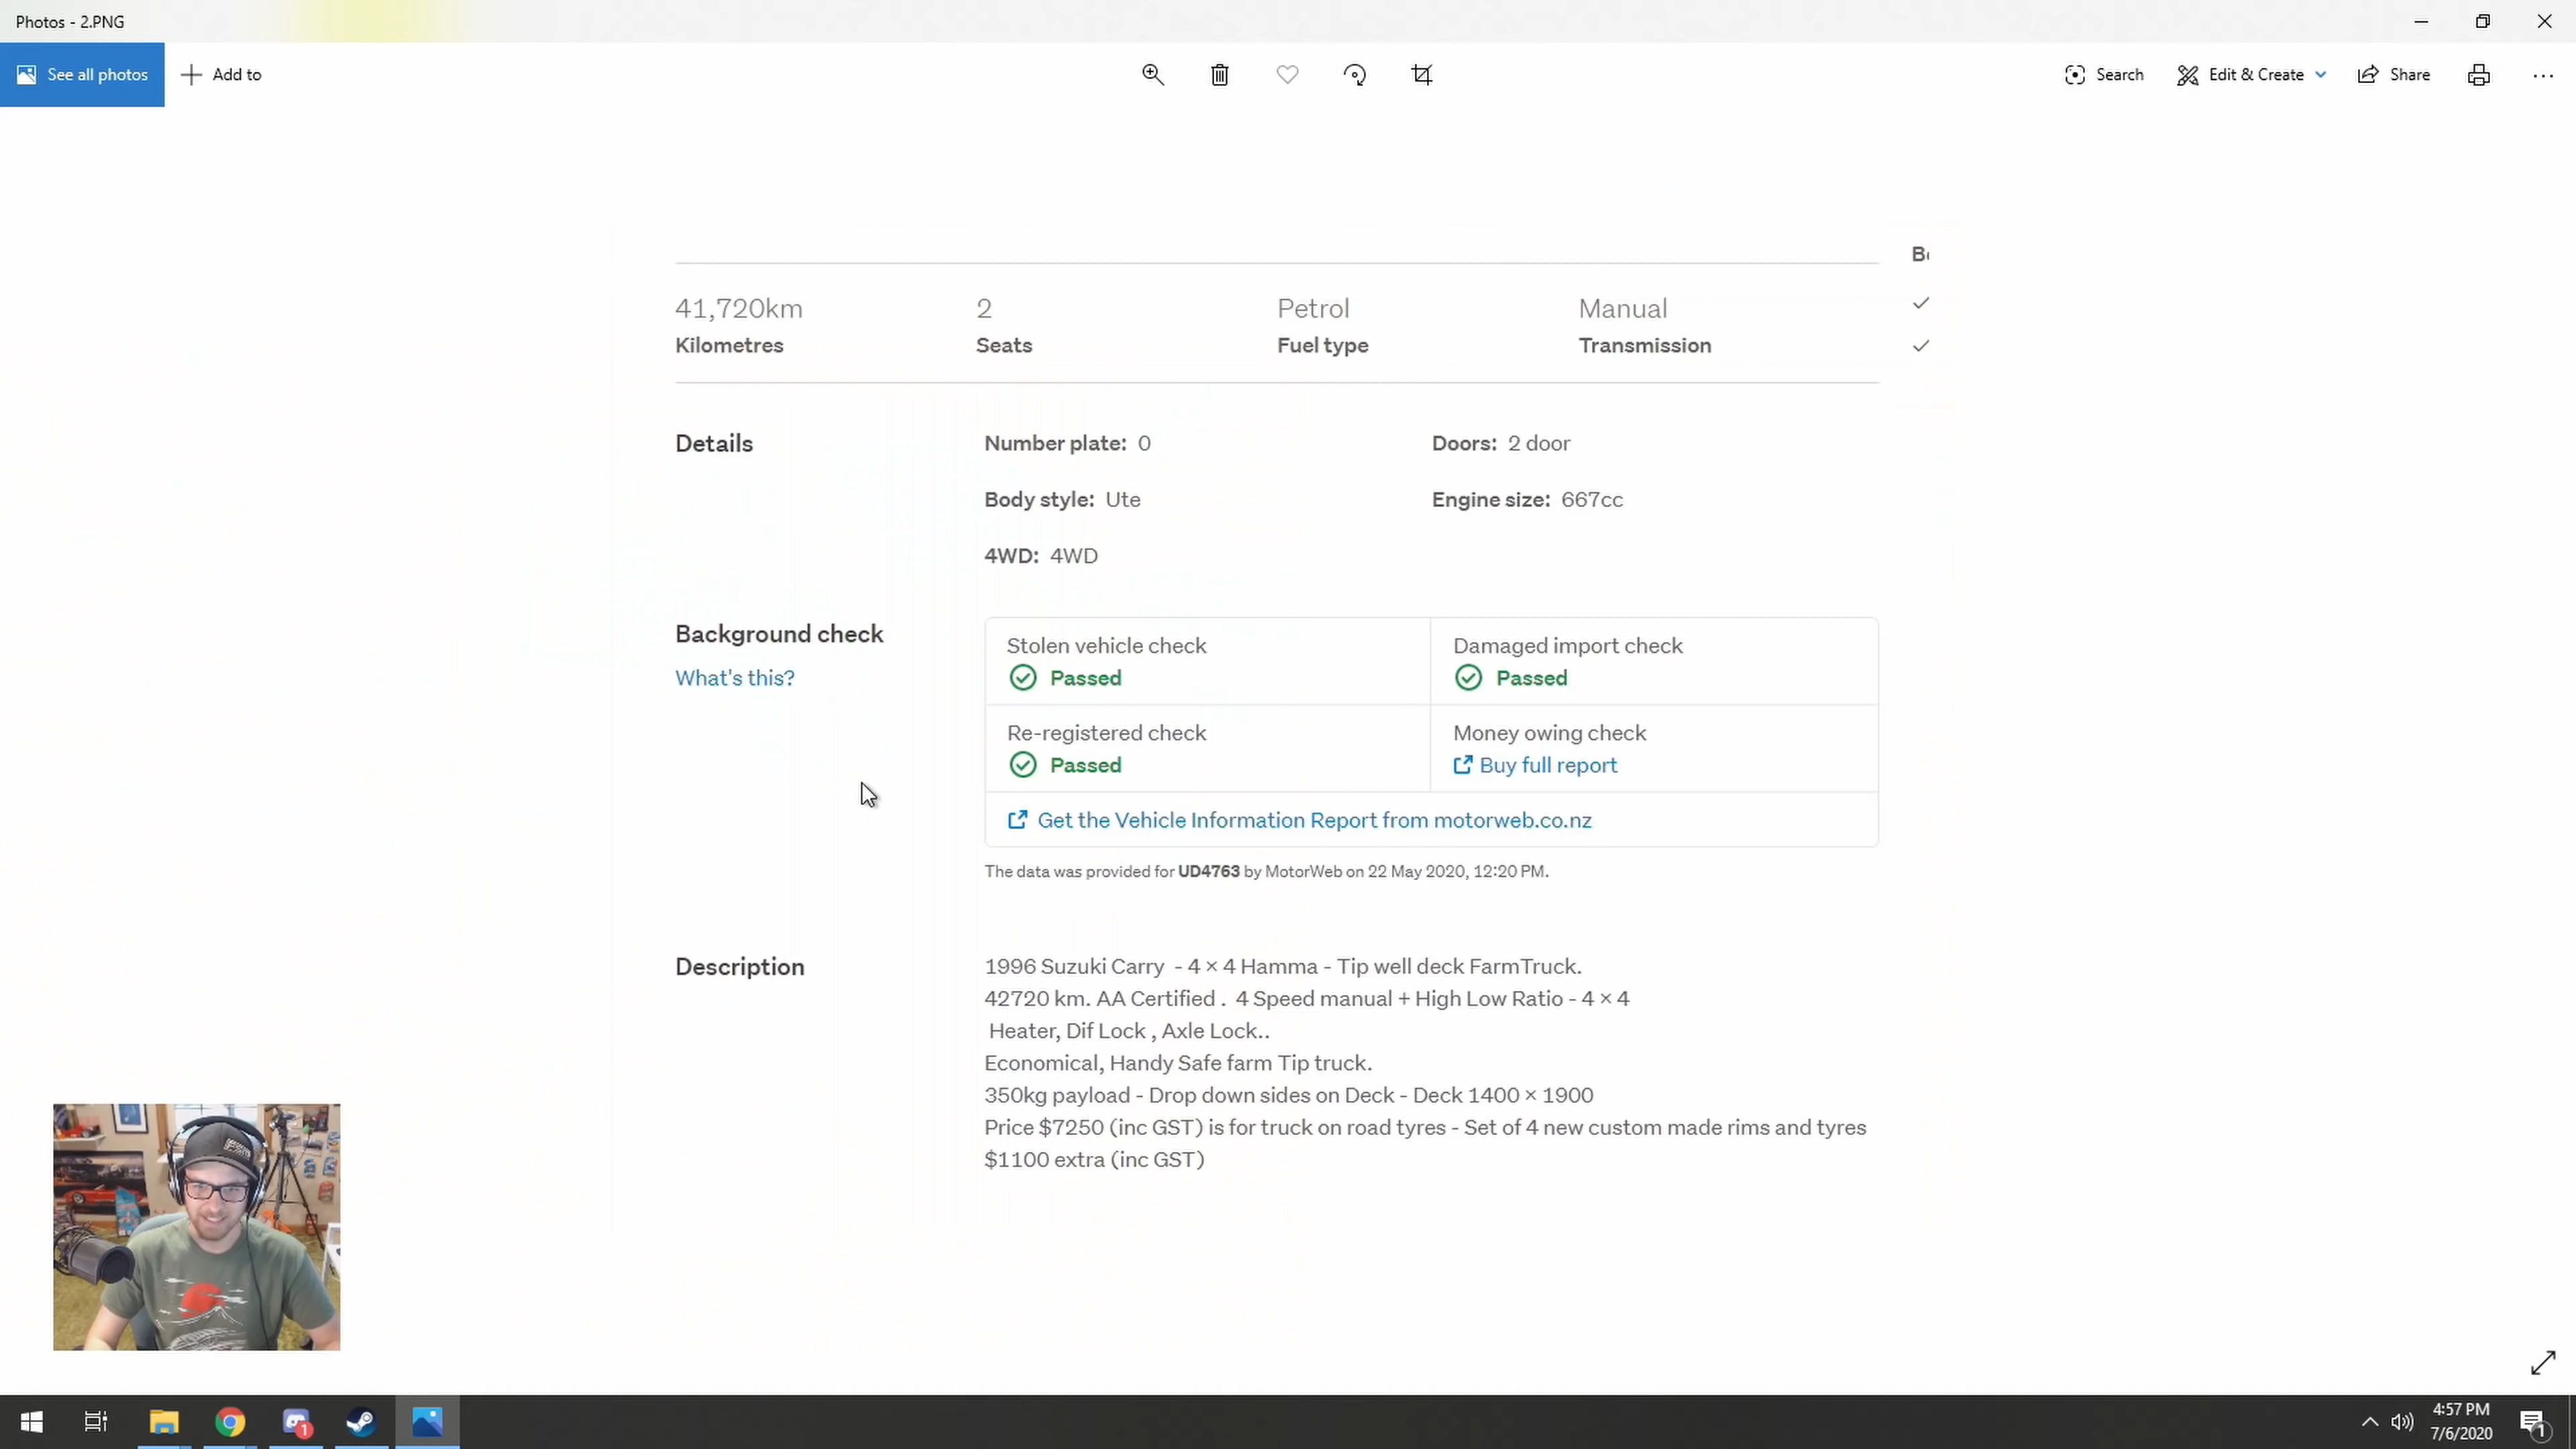 Photos - 2.PNG
See all photos
Add to
Search
Edit & Create
Share
41,720km
Kilometres
2
Seats
Petrol
Fuel type
Manual
Transmission
Details
Number plate: 0
Doors: 2 door
Body style: Ute
Engine size: 667cc
4WD: 4WD
Background check
What's this?
Stolen vehicle check
Passed
Damaged import check
Passed
Re-registered check
Passed
Money owing check
Buy full report
Get the Vehicle Information Report from motorweb.co.nz
The data was provided for UD4763 by MotorWeb on 22 May 2020, 12:20 PM.
Description
1996 Suzuki Carry - 4 × 4 Hamma - Tip well deck FarmTruck.
42720 km. AA Certified . 4 Speed manual + High Low Ratio - 4 × 4
Heater, Dif Lock , Axle Lock..
Economical, Handy Safe farm Tip truck.
350kg payload - Drop down sides on Deck - Deck 1400 × 1900
Price $7250 (inc GST) is for truck on road tyres - Set of 4 new custom made rims and tyres
$1100 extra (inc GST)
1
4:57 PM
7/6/2020
1